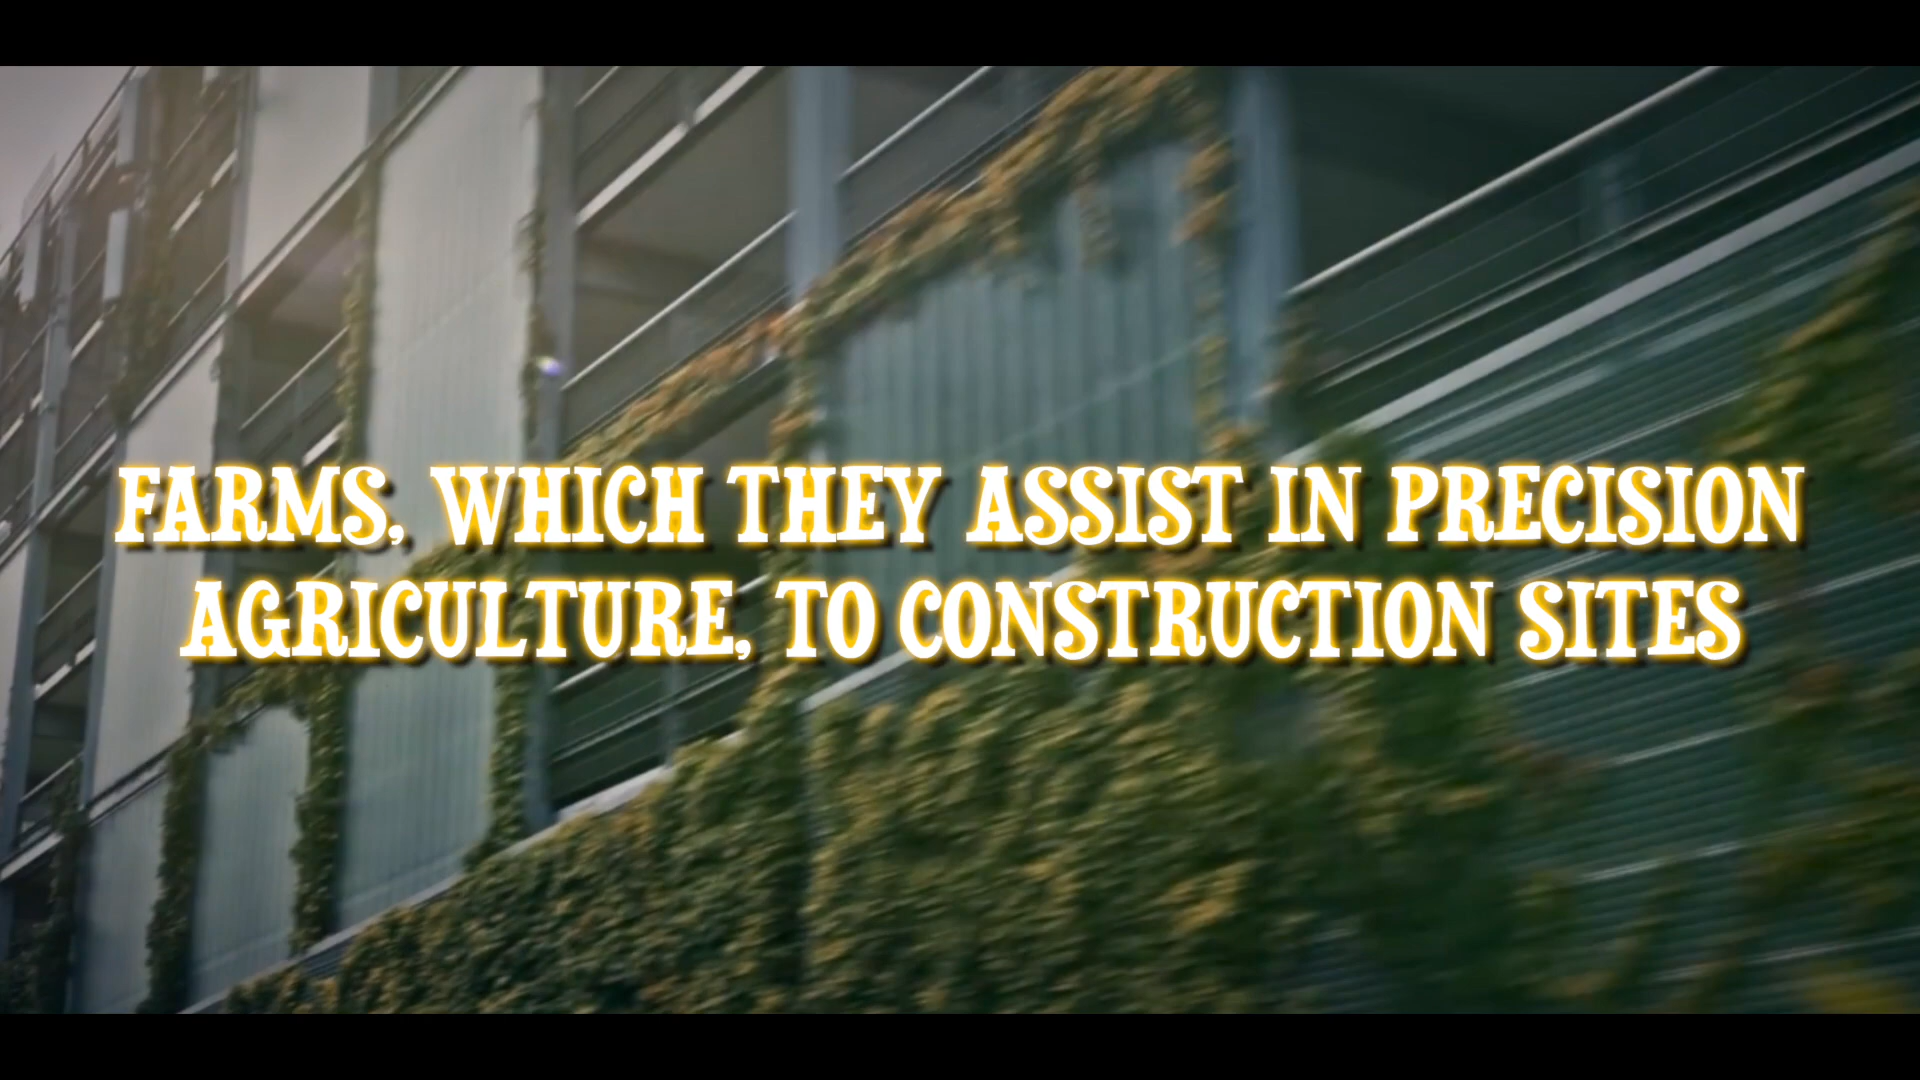 FARMS, WHICH THEY ASSIST IN PRECISION
AGRICULTURE, TO CONSTRUCTION SITES